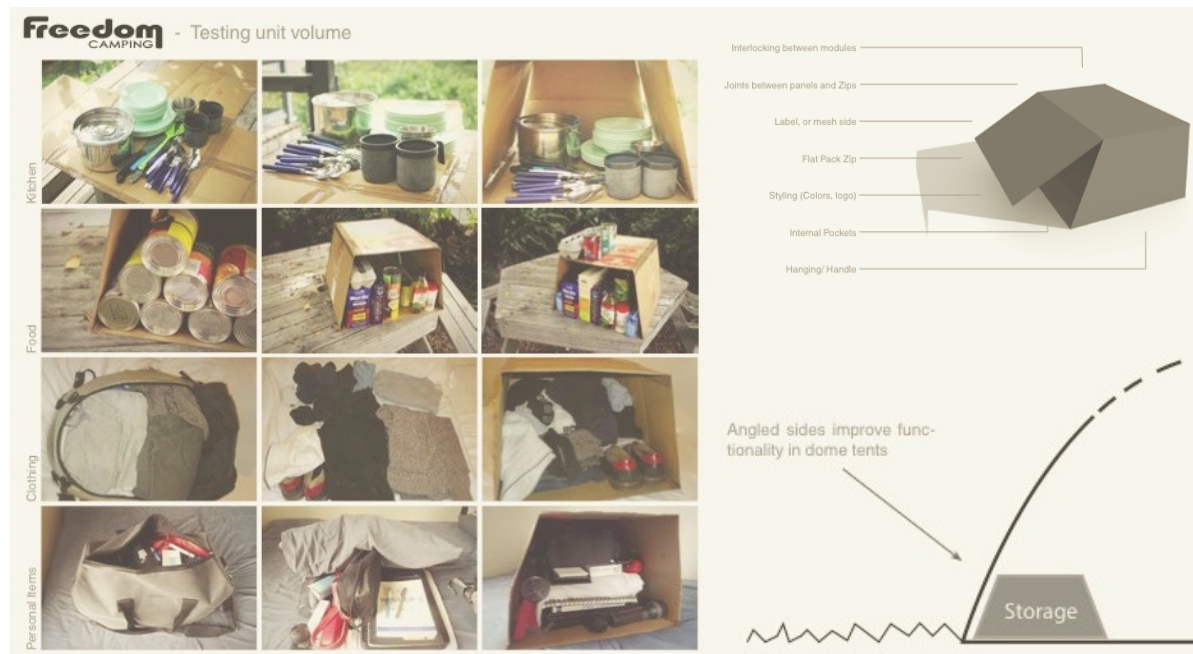 Freedom
CAMPING
- Testing unit volume
Kitchen
Food
Clothing
Personal Items
Interlocking between modules
Joints between panels and Zips
Label, or mesh side
Flat Pack Zip
Styling (Colors, logo)
Internal Pockets
Hanging/ Handle
Angled sides improve func-
tionality in dome tents
Storage